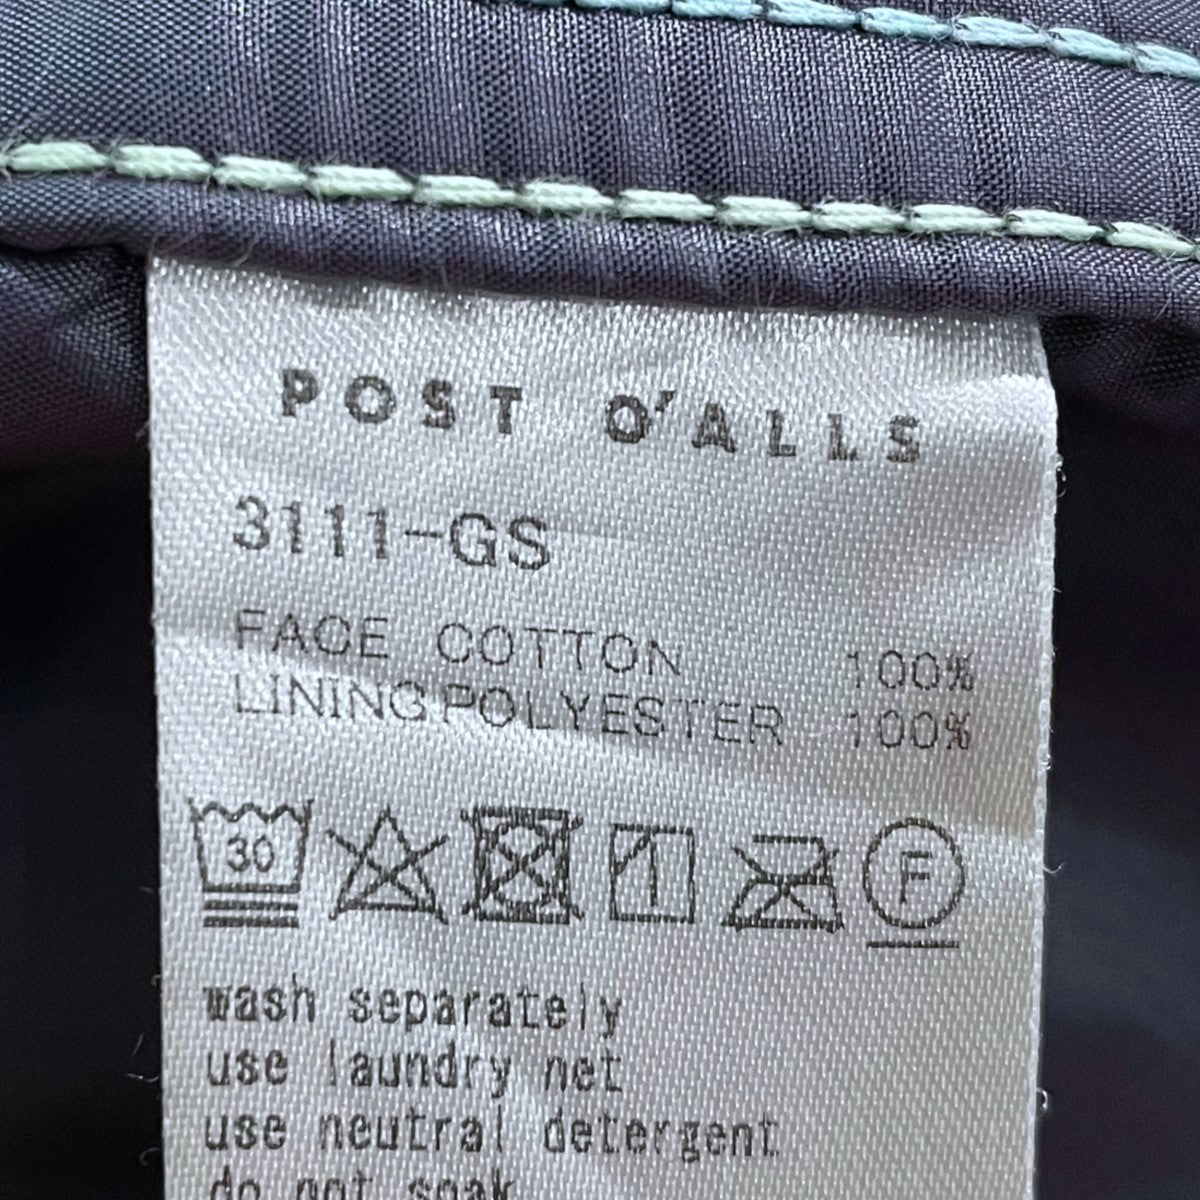 POST O'ALLS
3111-GS
FACE COTTON 100%
LINING POLYESTER 100%
30 F
wash separately
use laundry net
use neutral detergent
do not soak